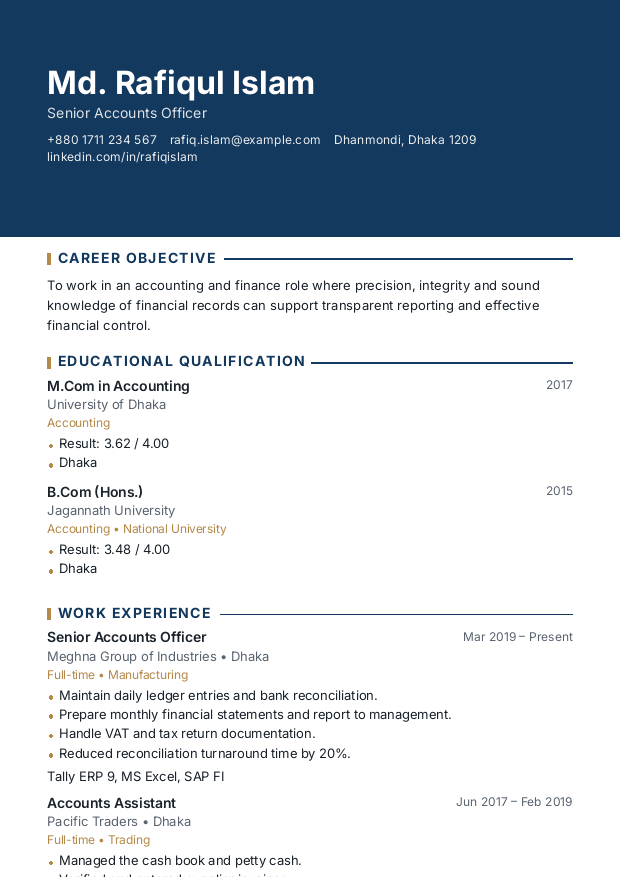 Md. Rafiqul Islam
Senior Accounts Officer
+880 1711 234 567 rafiq.islam@example.com Dhanmondi, Dhaka 1209
linkedin.com/in/rafiqislam
CAREER OBJECTIVE
To work in an accounting and finance role where precision, integrity and sound
knowledge of financial records can support transparent reporting and effective
financial control.
EDUCATIONAL QUALIFICATION
M.Com in Accounting 2017
University of Dhaka
Accounting
• Result: 3.62 / 4.00
• Dhaka
B.Com (Hons.) 2015
Jagannath University
Accounting • National University
• Result: 3.48 / 4.00
• Dhaka
WORK EXPERIENCE
Senior Accounts Officer Mar 2019 – Present
Meghna Group of Industries • Dhaka
Full-time • Manufacturing
• Maintain daily ledger entries and bank reconciliation.
• Prepare monthly financial statements and report to management.
• Handle VAT and tax return documentation.
• Reduced reconciliation turnaround time by 20%.
Tally ERP 9, MS Excel, SAP FI
Accounts Assistant Jun 2017 – Feb 2019
Pacific Traders • Dhaka
Full-time • Trading
• Managed the cash book and petty cash.